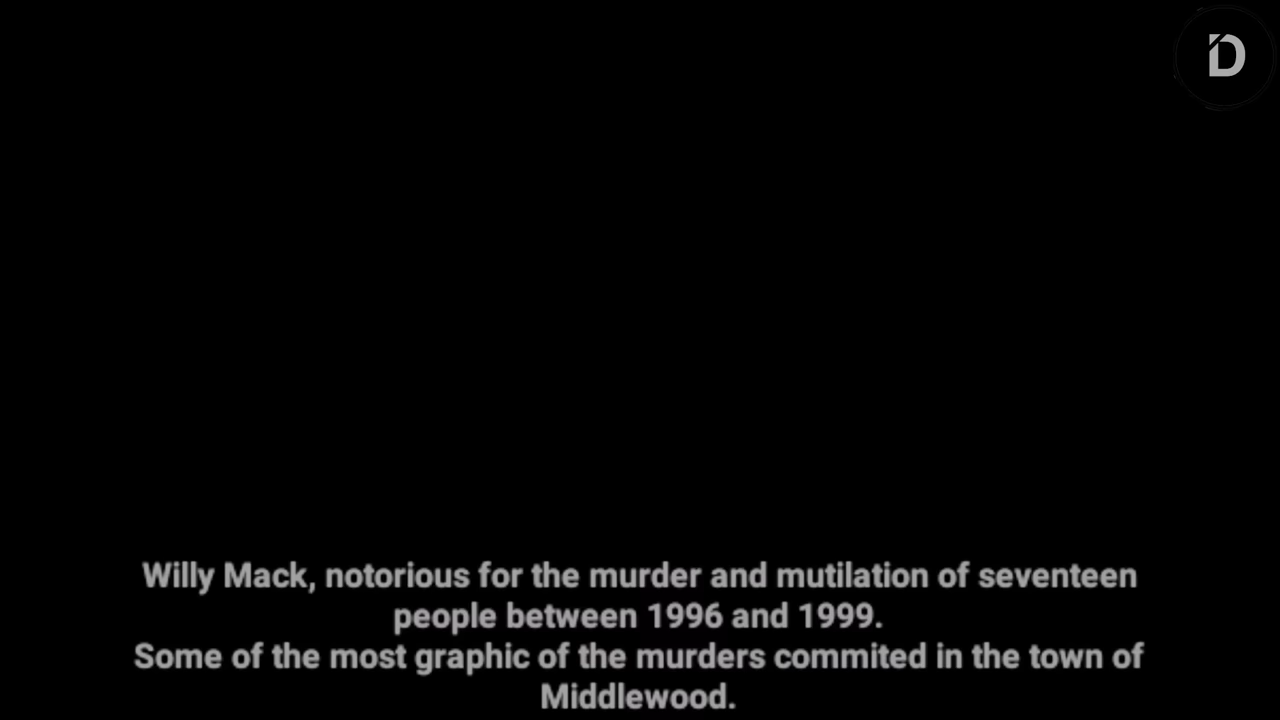 D
Willy Mack, notorious for the murder and mutilation of seventeen
people between 1996 and 1999.
Some of the most graphic of the murders commited in the town of
Middlewood.